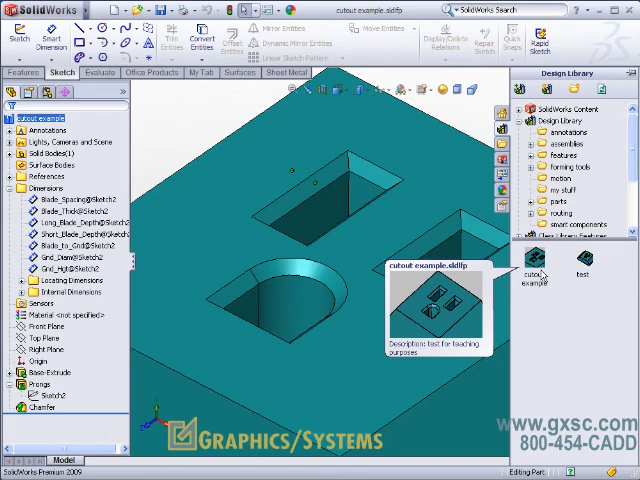 SolidWorks
cutout example.sldlfp
SolidWorks Search
Sketch
Smart
Dimension
Trim
Entities
Convert
Entities
Offset
Entities
Mirror Entities
Dynamic Mirror Entities
Linear Sketch Pattern
Move Entities
Display/Delete
Relations
Repair
Sketch
Quick
Snaps
Rapid
Sketch
Features
Sketch
Evaluate
Office Products
My Tab
Surfaces
Sheet Metal
cutout example
Annotations
Lights, Cameras and Scene
Solid Bodies(1)
Surface Bodies
References
Dimensions
Blade_Spacing@Sketch2
Blade_Thick@Sketch2
Long_Blade_Depth@Sketch2
Short_Blade_Depth@Sketch2
Blade_to_Gnd@Sketch2
Gnd_Diam@Sketch2
Gnd_Hgt@Sketch2
Locating Dimensions
Internal Dimensions
Sensors
Material <not specified>
Front Plane
Top Plane
Right Plane
Origin
Base-Extrude
Prongs
Sketch2
Chamfer
Design Library
SolidWorks Content
Design Library
annotations
assemblies
features
forming tools
motion
my stuff
parts
routing
smart components
Class Library Features
cutout
example
test
cutout example.sldlfp
Description: test for teaching
purposes
GRAPHICS/SYSTEMS
www.gxsc.com
800-454-CADD
Model
SolidWorks Premium 2009
Editing Part